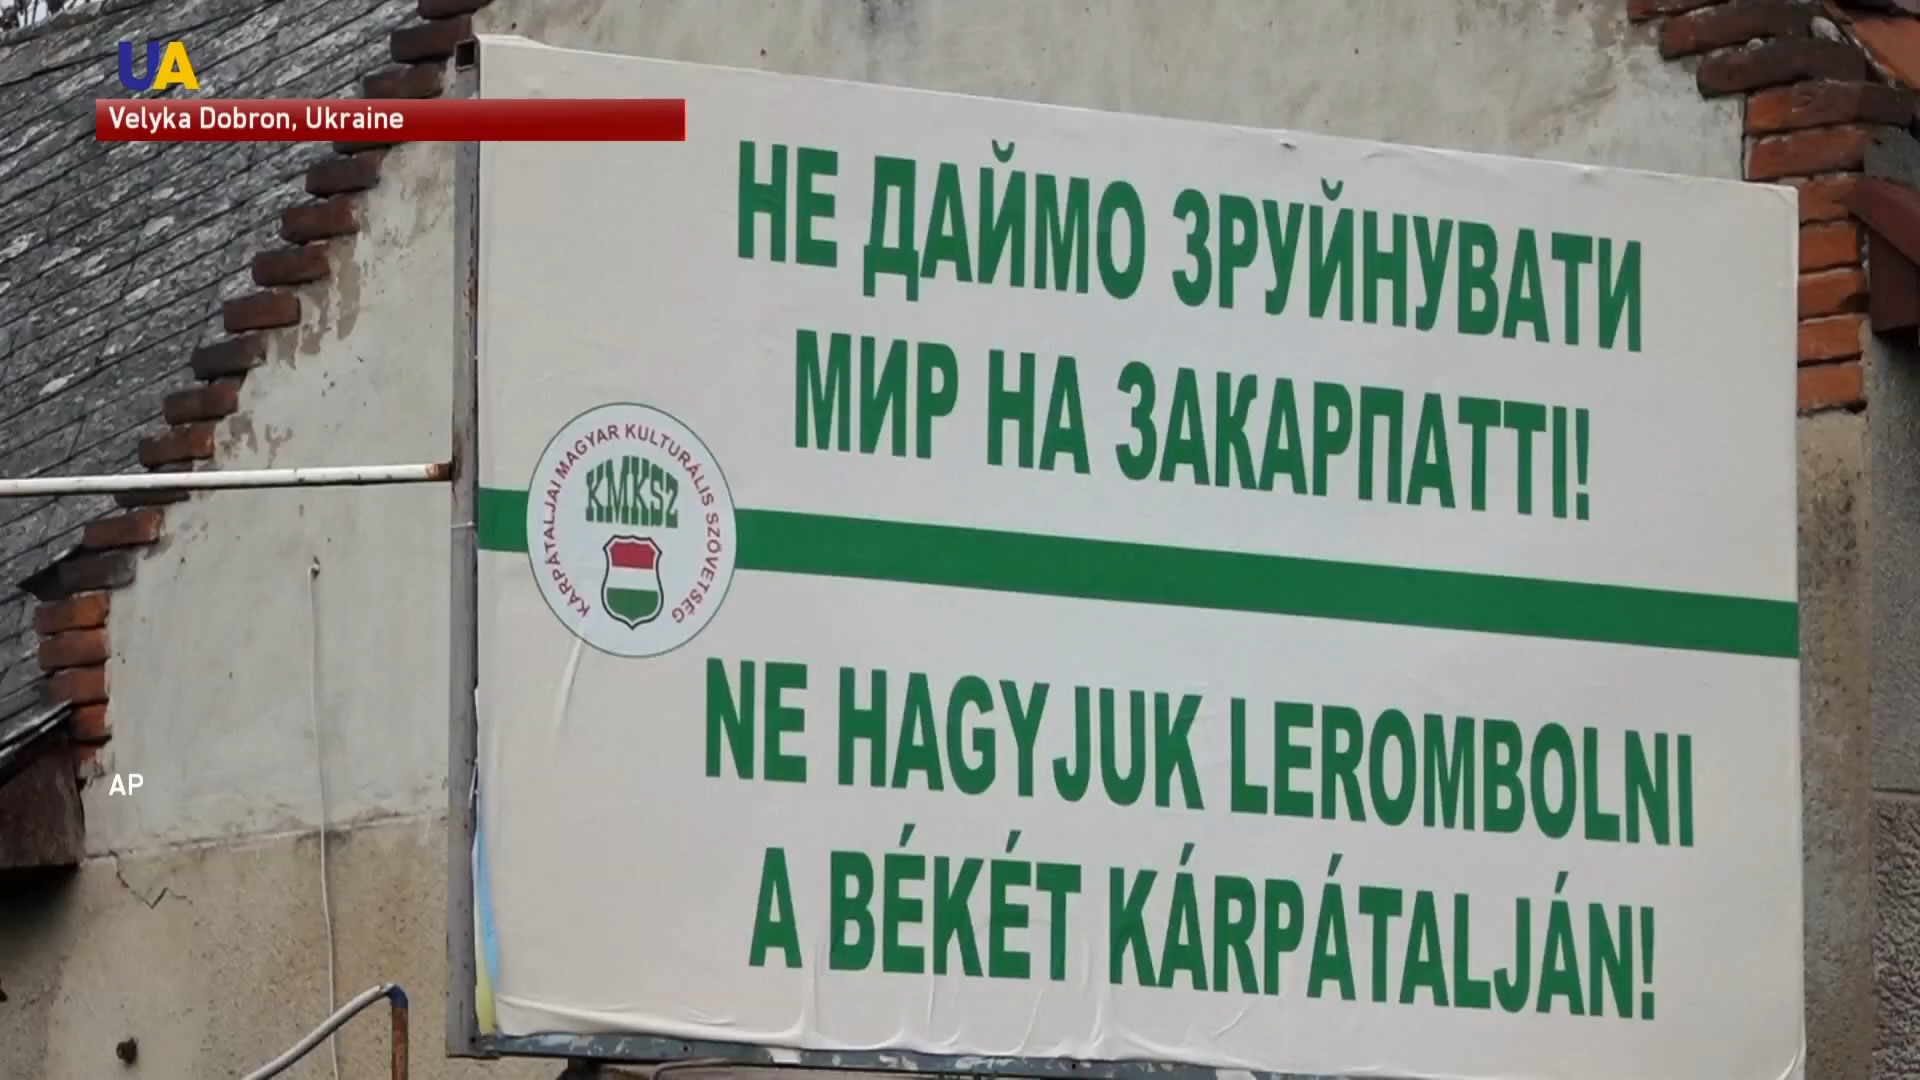 UA
Velyka Dobron, Ukraine
НЕ ДАЙМО ЗРУЙНУВАТИ
МИР НА ЗАКАРПАТТІ!
KÁRPÁTALJAI MAGYAR KULTURÁLIS SZÖVETSÉG
KMKSZ
NE HAGYJUK LEROMBOLNI
A BÉKÉT KÁRPÁTALJÁN!
AP